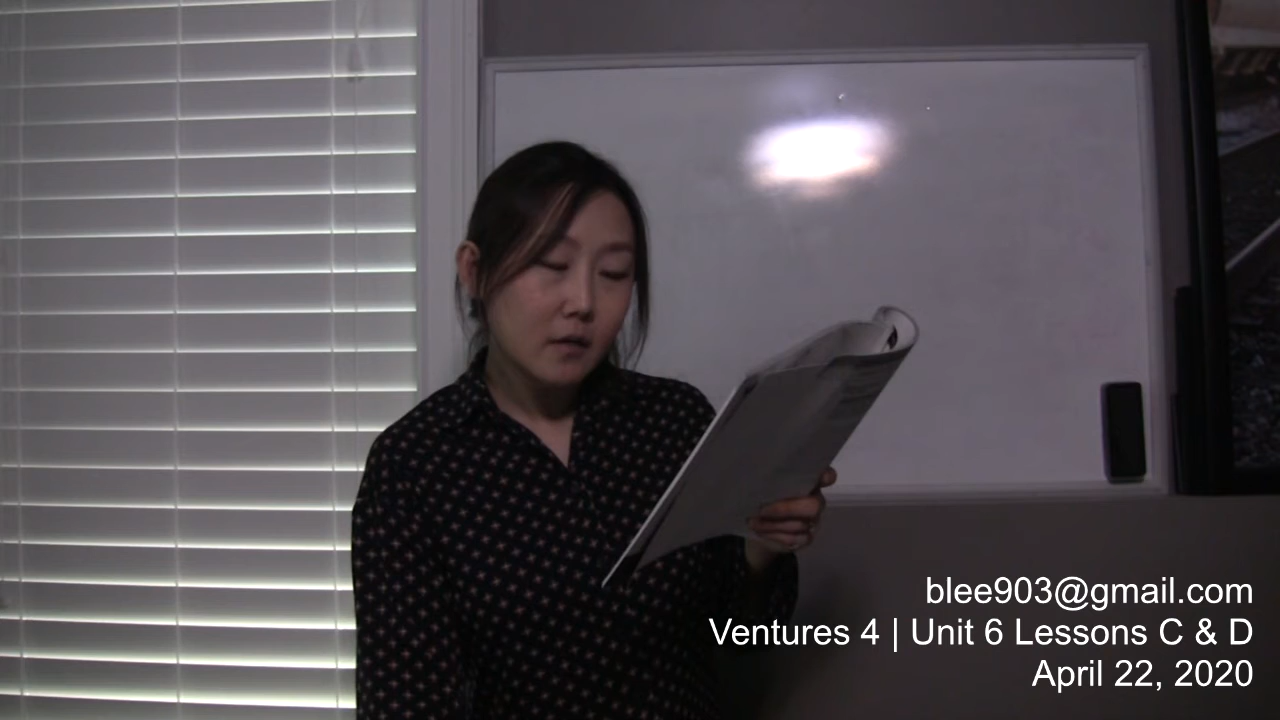 blee903@gmail.com
Ventures 4 | Unit 6 Lessons C & D
April 22, 2020